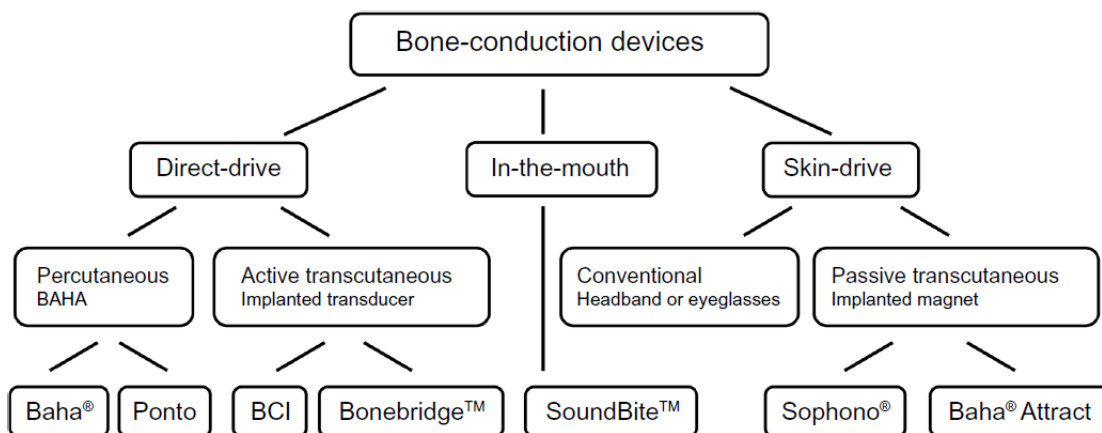 Bone-conduction devices
Direct-drive
In-the-mouth
Skin-drive
Percutaneous
BAHA
Active transcutaneous
Implanted transducer
Conventional
Headband or eyeglasses
Passive transcutaneous
Implanted magnet
Baha®
Ponto
BCI
Bonebridge™
SoundBite™
Sophono®
Baha® Attract